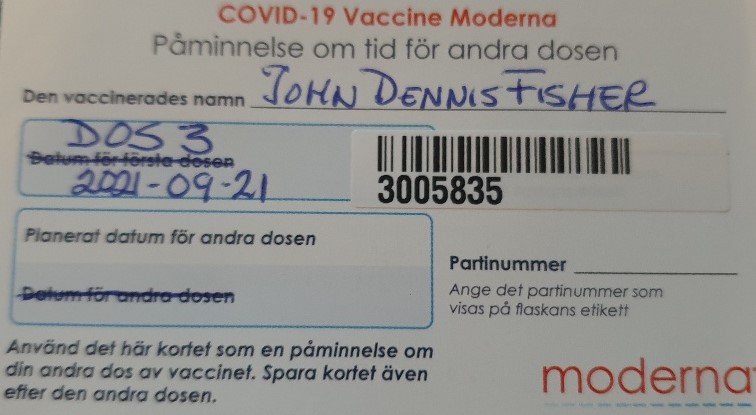 COVID-19 Vaccine Moderna
Påminnelse om tid för andra dosen
Den vaccinerades namn JOHN DENNIS FISHER
DOS 3
Datum för första dosen
2021-09-21
3005835
Planerat datum för andra dosen
Datum för andra dosen
Partinummer
Ange det partinummer som
visas på flaskans etikett
Använd det här kortet som en påminnelse om
din andra dos av vaccinet. Spara kortet även
efter den andra dosen.
moderna